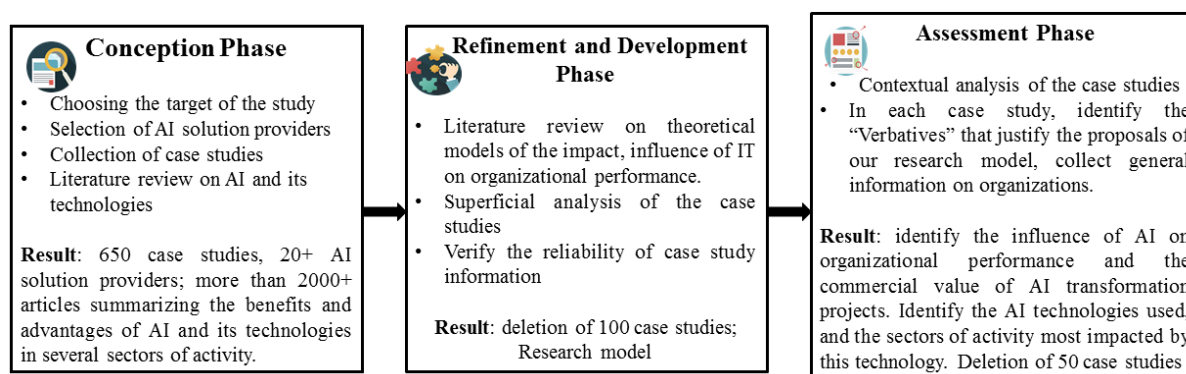 Conception Phase
• Choosing the target of the study
• Selection of AI solution providers
• Collection of case studies
• Literature review on AI and its
technologies
Result: 650 case studies, 20+ AI
solution providers; more than 2000+
articles summarizing the benefits and
advantages of AI and its technologies
in several sectors of activity.
Refinement and Development
Phase
• Literature review on theoretical
models of the impact, influence of IT
on organizational performance.
• Superficial analysis of the case
studies
• Verify the reliability of case study
information
Result: deletion of 100 case studies;
Research model
Assessment Phase
• Contextual analysis of the case studies
• In each case study, identify the
“Verbatives” that justify the proposals of
our research model, collect general
information on organizations.
Result: identify the influence of AI on
organizational performance and the
commercial value of AI transformation
projects. Identify the AI technologies used,
and the sectors of activity most impacted by
this technology. Deletion of 50 case studies